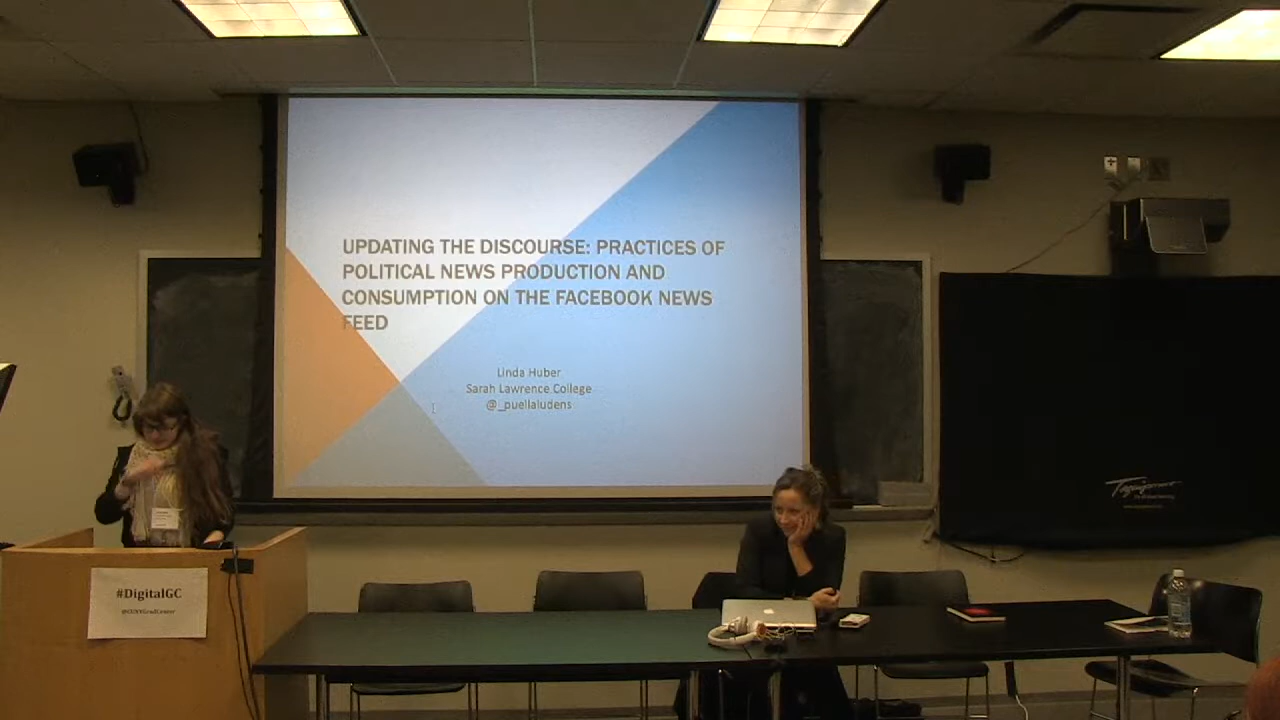 UPDATING THE DISCOURSE: PRACTICES OF
POLITICAL NEWS PRODUCTION AND
CONSUMPTION ON THE FACEBOOK NEWS
FEED
Linda Huber
Sarah Lawrence College
@_puellaludens
#DigitalGC
@CUNYGradCenter